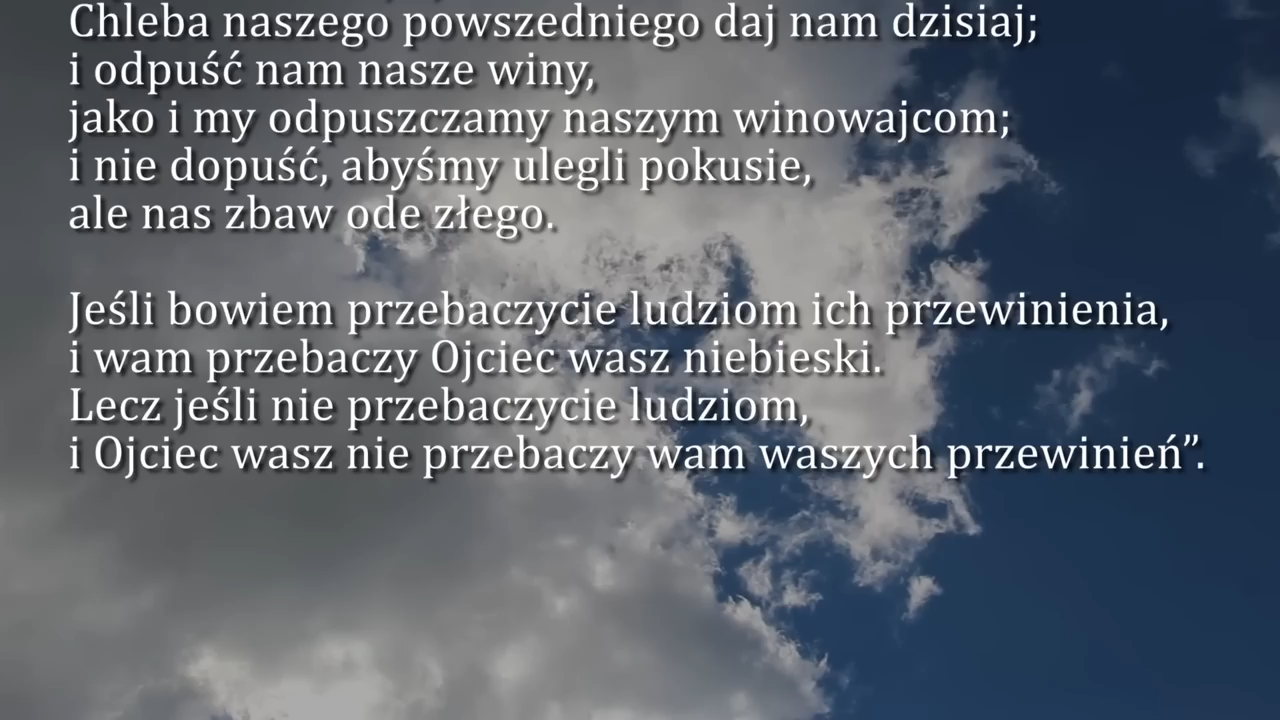 Chleba naszego powszedniego daj nam dzisiaj;
i odpuść nam nasze winy,
jako i my odpuszczamy naszym winowajcom;
i nie dopuść, abyśmy ulegli pokusie,
ale nas zbaw ode złego.
Jeśli bowiem przebaczycie ludziom ich przewinienia,
i wam przebaczy Ojciec wasz niebieski.
Lecz jeśli nie przebaczycie ludziom,
i Ojciec wasz nie przebaczy wam waszych przewinień”.